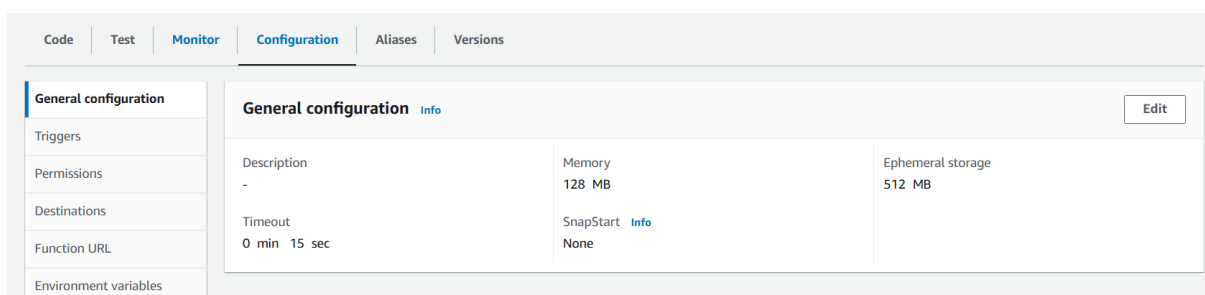 Code Test Monitor Configuration Aliases Versions
General configuration
Triggers
Permissions
Destinations
Function URL
Environment variables
General configuration Info
Edit
Description
-
Memory
128 MB
Ephemeral storage
512 MB
Timeout
0 min 15 sec
SnapStart Info
None